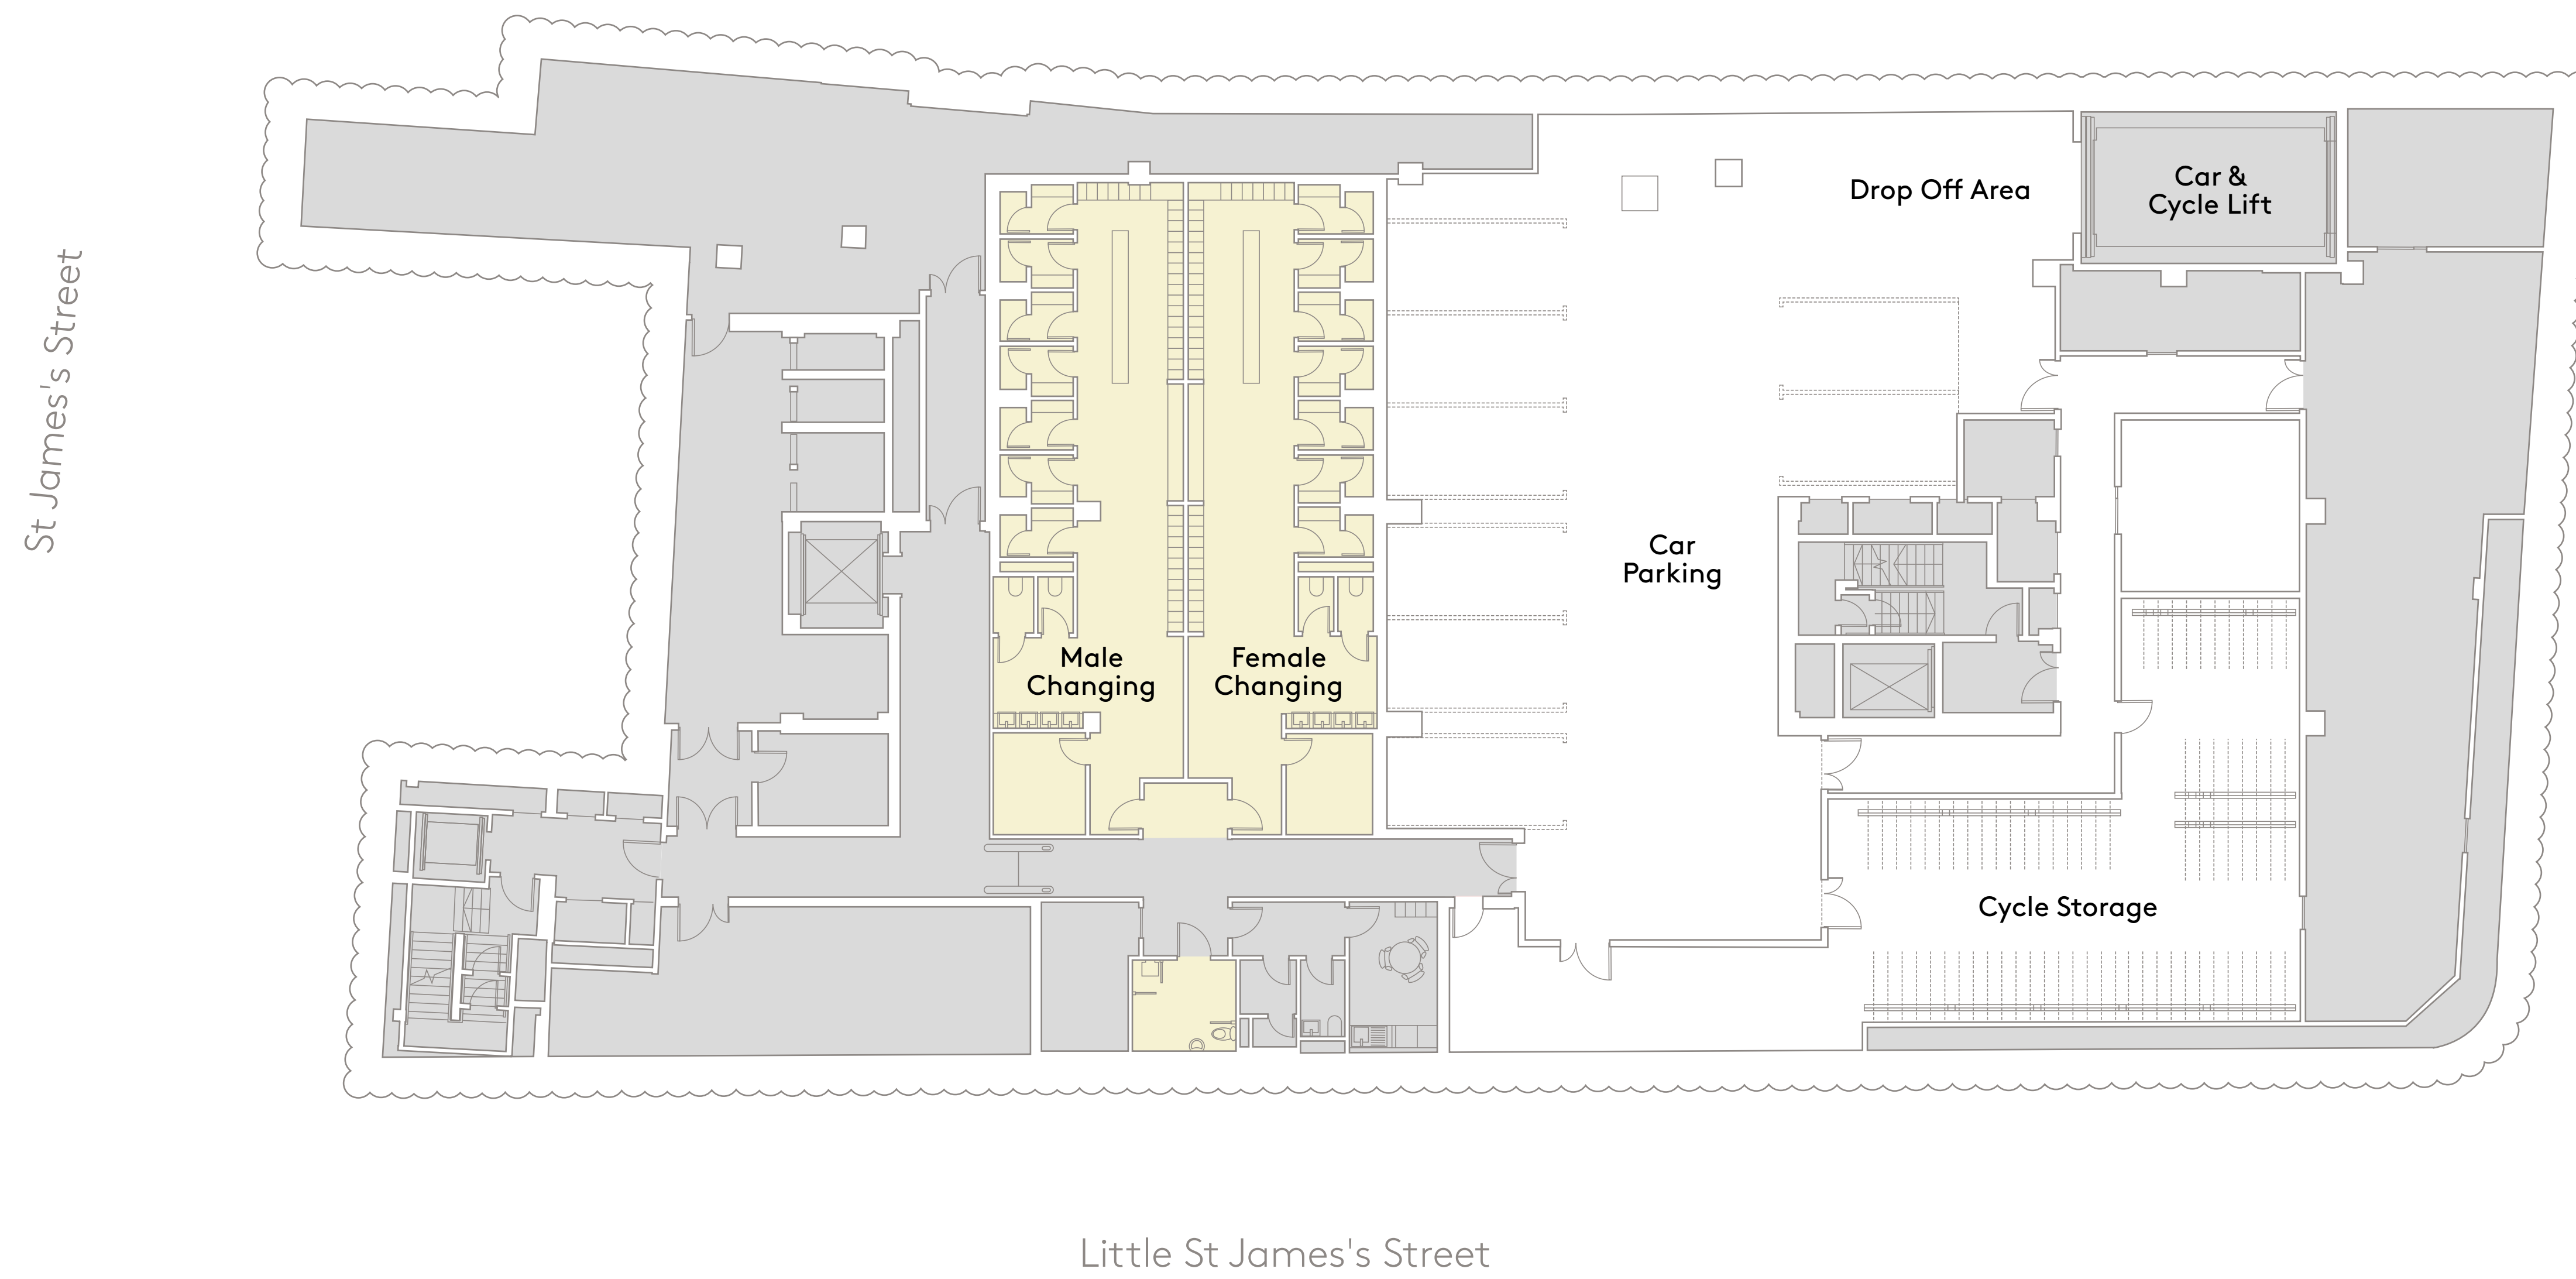 St James's Street
Drop Off Area
Car &
Cycle Lift
Car
Parking
Male
Changing
Female
Changing
Cycle Storage
Little St James's Street